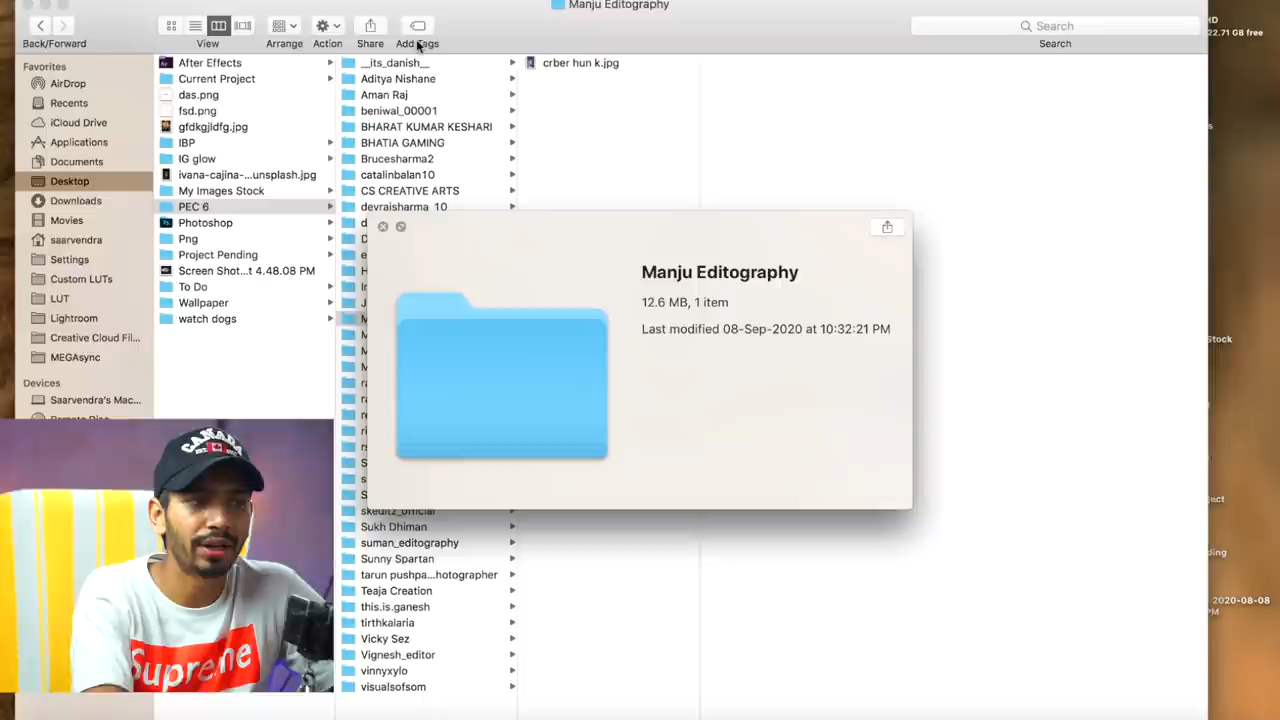 Manju Editography
Back/Forward
View
Arrange
Action
Share
Add Tags
Search
Search
HD
22.71 GB free
Favorites
AirDrop
Recents
iCloud Drive
Applications
Documents
Desktop
Downloads
Movies
saarvendra
Settings
Custom LUTs
LUT
Lightroom
Creative Cloud Fil...
MEGAsync
Devices
Saarvendra's Mac...
After Effects
Current Project
das.png
fsd.png
gfdkgjldfg.jpg
IBP
IG glow
ivana-cajina-...unsplash.jpg
My Images Stock
PEC 6
Photoshop
Png
Project Pending
Screen Shot...t 4.48.08 PM
To Do
Wallpaper
watch dogs
__its_danish__
Aditya Nishane
Aman Raj
beniwal_00001
BHARAT KUMAR KESHARI
BHATIA GAMING
Brucesharma2
catalinbalan10
CS CREATIVE ARTS
devraisharma_10
skeditz_official
Sukh Dhiman
suman_editography
Sunny Spartan
tarun pushpa...hotographer
Teaja Creation
this.is.ganesh
tirthkalaria
Vicky Sez
Vignesh_editor
vinnyxylo
visualsofsom
crber hun k.jpg
Manju Editography
12.6 MB, 1 item
Last modified 08-Sep-2020 at 10:32:21 PM
Stock
2020-08-08
PM
CANADA
Supreme